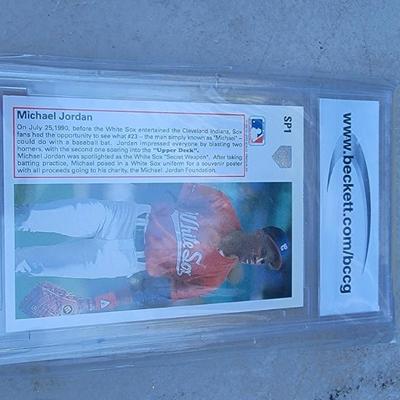 Michael Jordan
On July 25,1990, before the White Sox entertained the Cleveland Indians, Sox
fans had the opportunity to see what #23 – the man simply known as "Michael" –
could do with a baseball bat. Jordan impressed everyone by blasting two
homers, with the second one soaring into the "Upper Deck".
Michael Jordan was spotlighted as the White Sox "Secret Weapon". After taking
batting practice, Michael posed in a White Sox uniform for a souvenir poster
with all proceeds going to his charity, the Michael Jordan Foundation.
SP1
White
Sox
www.beckett.com/bccg